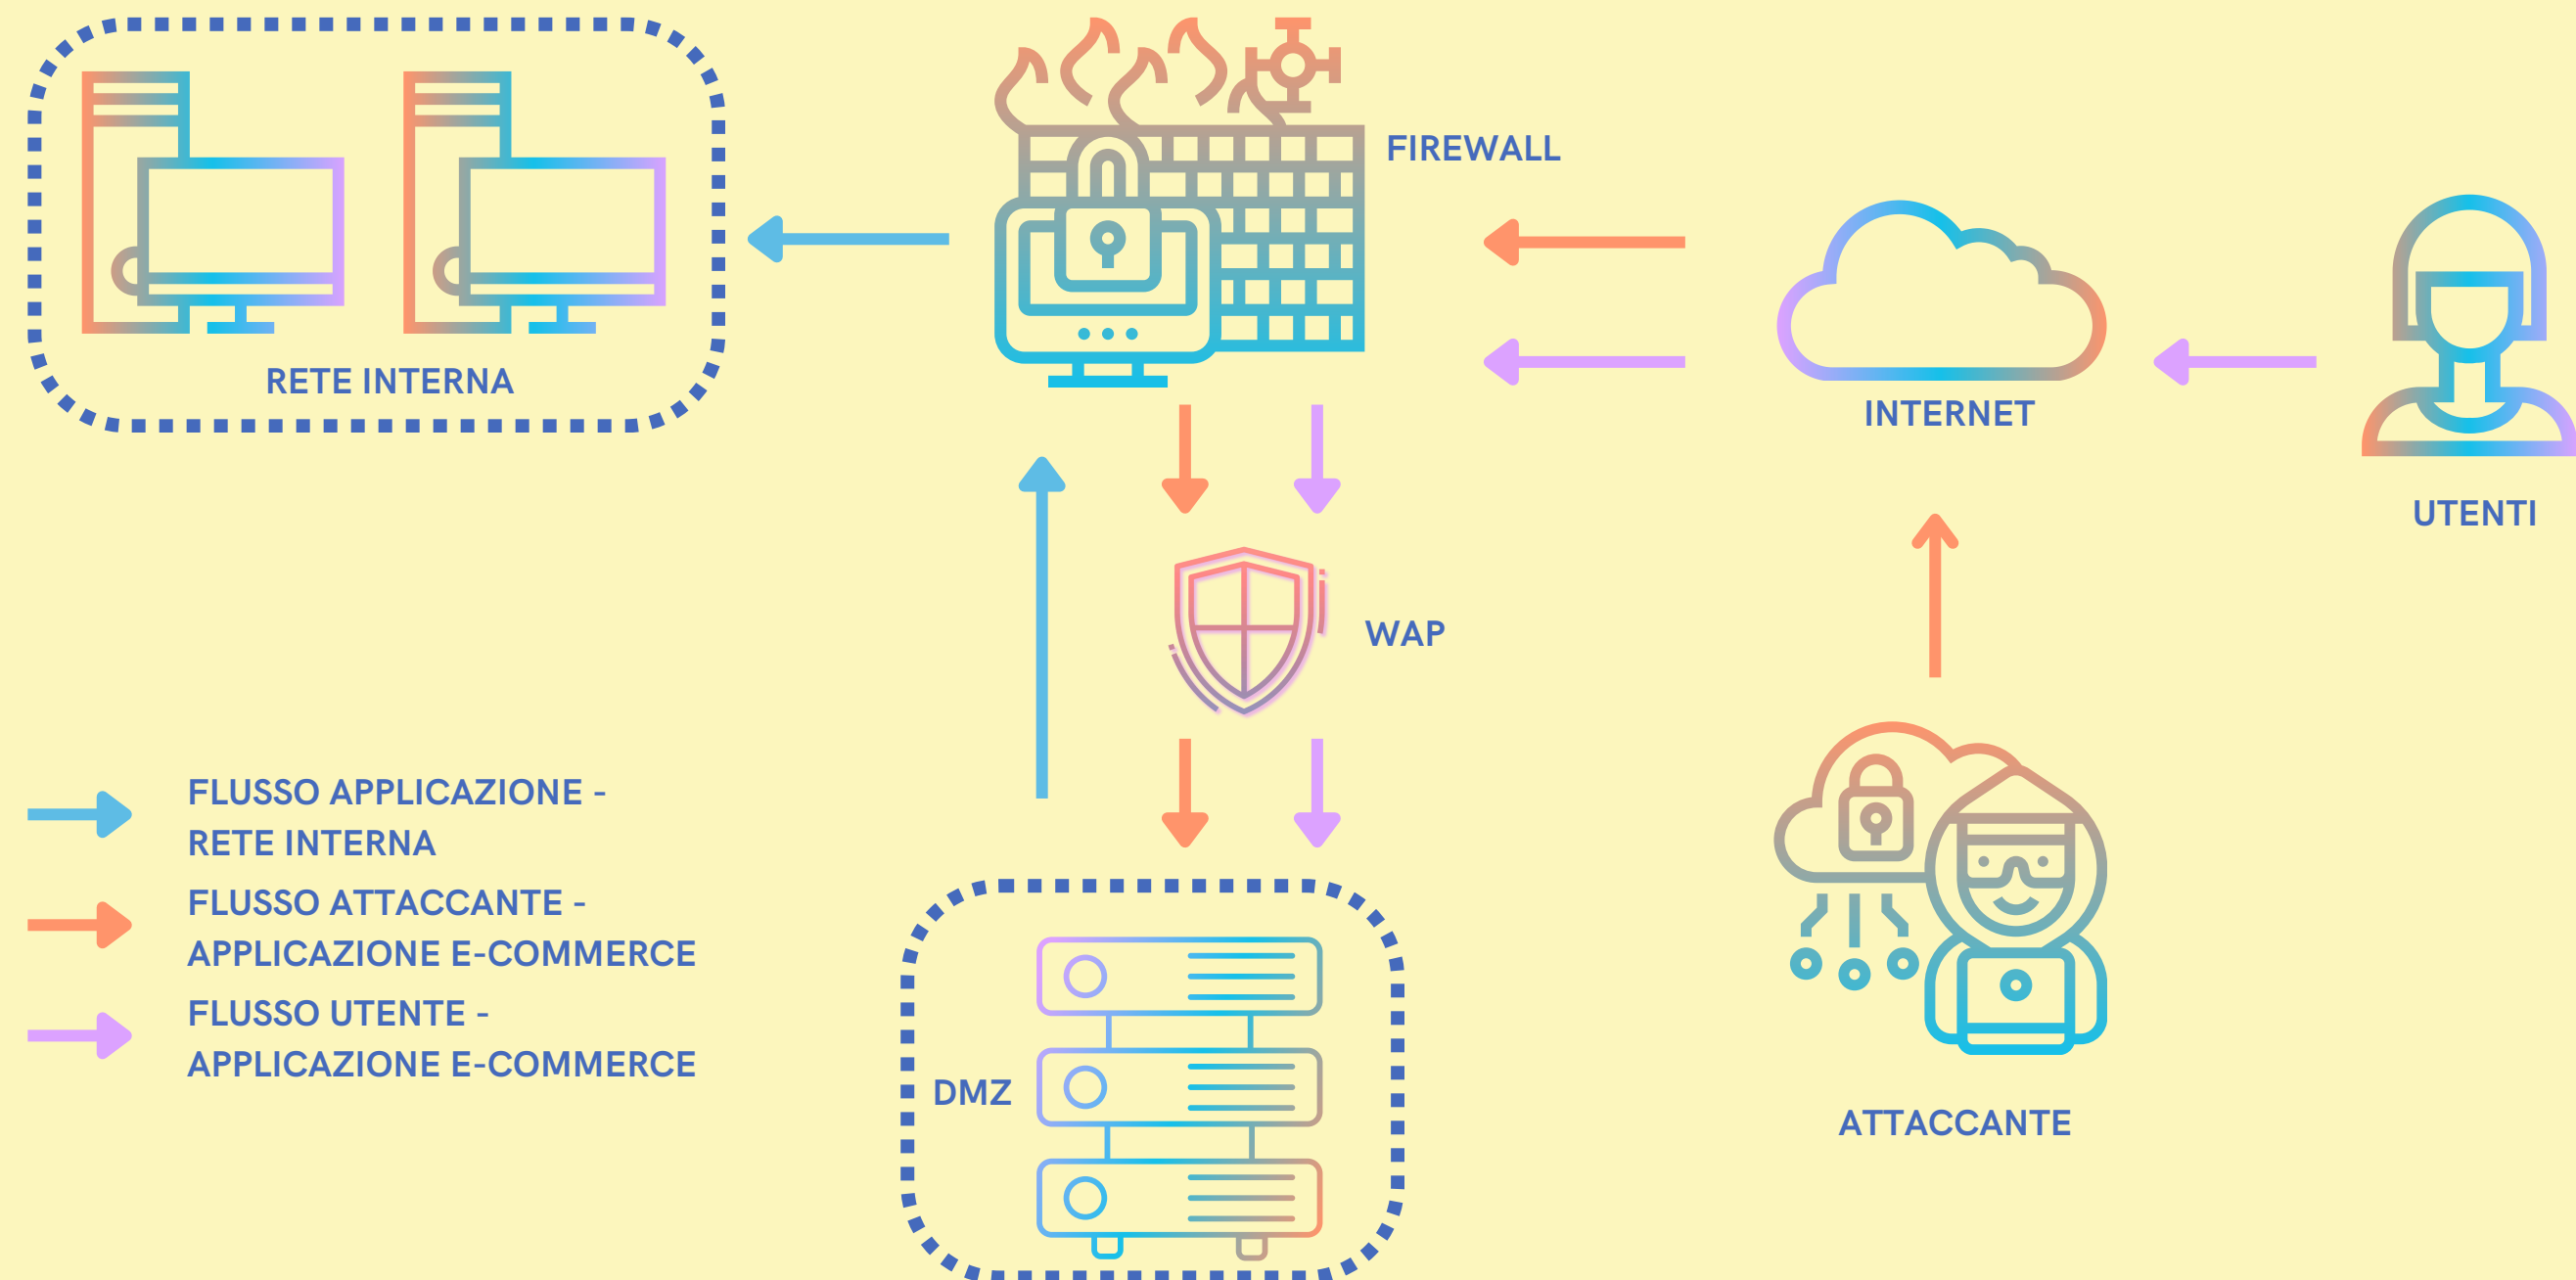 FIREWALL
RETE INTERNA
INTERNET
UTENTI
WAP
FLUSSO APPLICAZIONE -
RETE INTERNA
FLUSSO ATTACCANTE -
APPLICAZIONE E-COMMERCE
FLUSSO UTENTE -
APPLICAZIONE E-COMMERCE
DMZ
ATTACCANTE